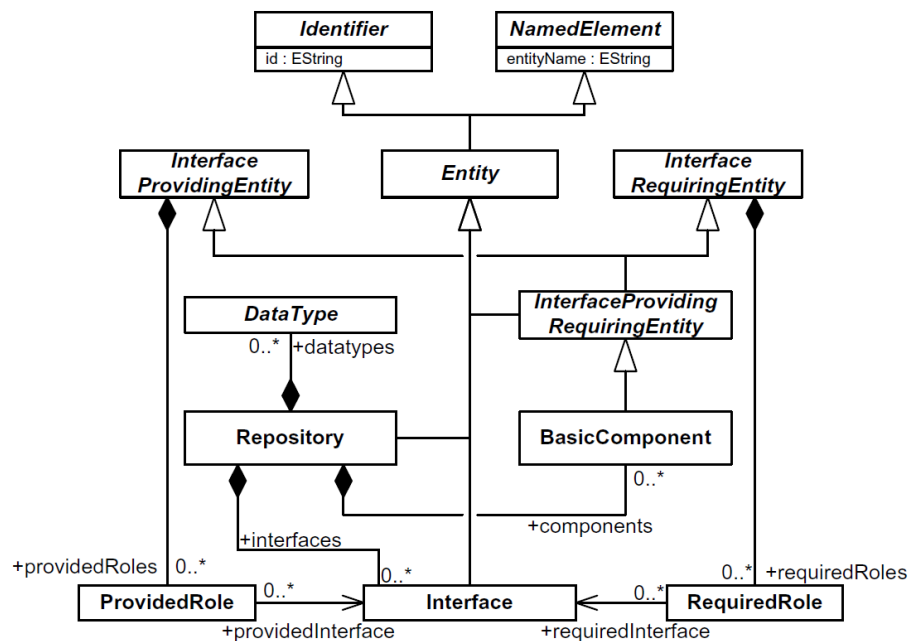 Identifier
id : EString
NamedElement
entityName : EString
Interface
ProvidingEntity
Entity
Interface
RequiringEntity
DataType
InterfaceProviding
RequiringEntity
0..*
+datatypes
Repository
BasicComponent
0..*
+components
+interfaces
+providedRoles
0..*
0..*
0..*
0..*
0..*
+requiredRoles
ProvidedRole
Interface
RequiredRole
+providedInterface
+requiredInterface